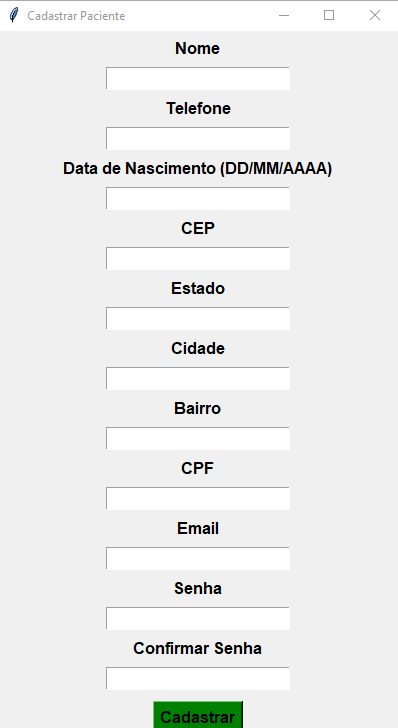 Cadastrar Paciente
Nome
Telefone
Data de Nascimento (DD/MM/AAAA)
CEP
Estado
Cidade
Bairro
CPF
Email
Senha
Confirmar Senha
Cadastrar